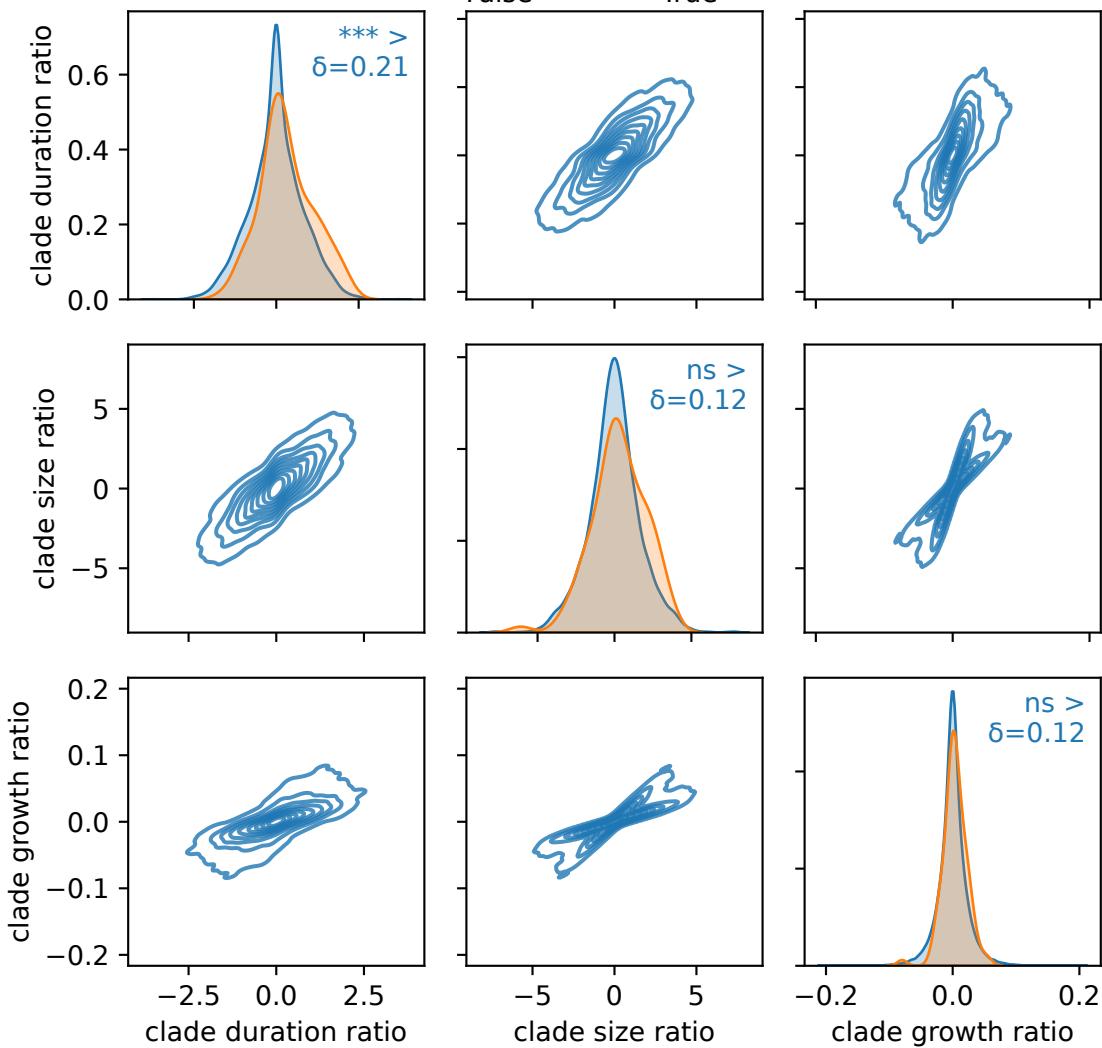 clade duration ratio
0.6
0.4
0.2
0.0
*** >
δ=0.21
clade size ratio
5
0
−5
ns >
δ=0.12
clade growth ratio
0.2
0.1
0.0
−0.1
−0.2
ns >
δ=0.12
−2.5 0.0 2.5
−5 0 5
−0.2 0.0 0.2
clade duration ratio
clade size ratio
clade growth ratio